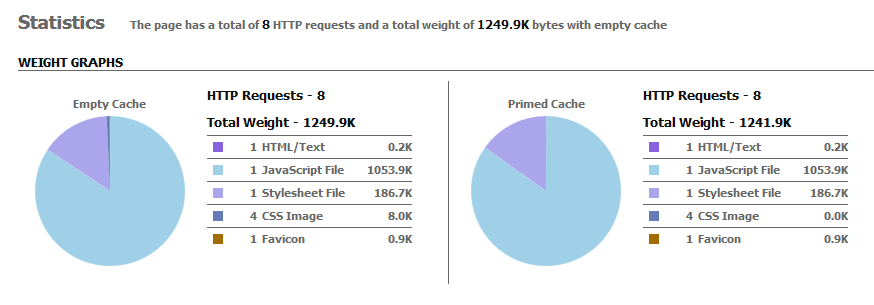 Statistics The page has a total of 8 HTTP requests and a total weight of 1249.9K bytes with empty cache
WEIGHT GRAPHS
Empty Cache
HTTP Requests - 8
Total Weight - 1249.9K
1 HTML/Text 0.2K
1 JavaScript File 1053.9K
1 Stylesheet File 186.7K
4 CSS Image 8.0K
1 Favicon 0.9K
Primed Cache
HTTP Requests - 8
Total Weight - 1241.9K
1 HTML/Text 0.2K
1 JavaScript File 1053.9K
1 Stylesheet File 186.7K
4 CSS Image 0.0K
1 Favicon 0.9K